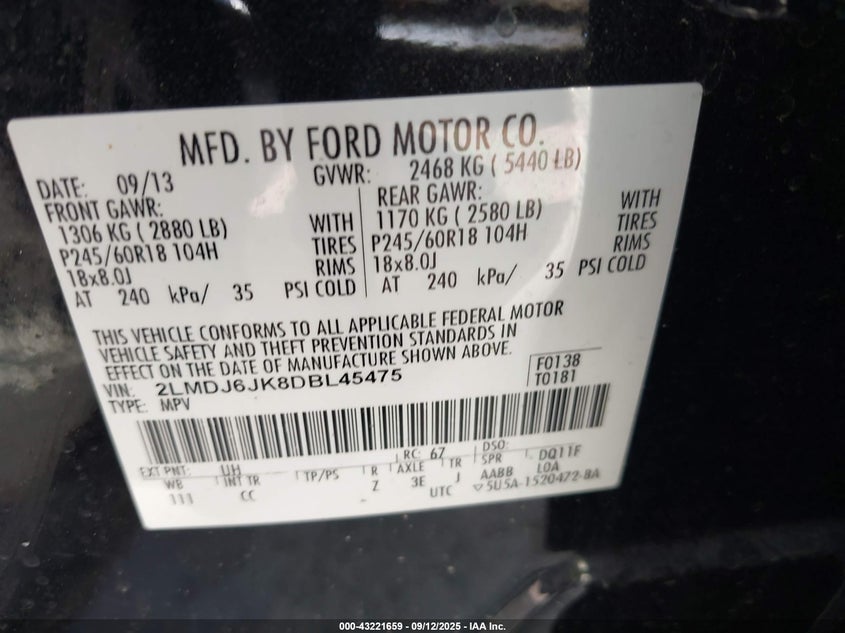 MFD. BY FORD MOTOR CO.
DATE: 09/13 GVWR: 2468 KG ( 5440 LB)
FRONT GAWR: REAR GAWR:
1306 KG ( 2880 LB) WITH 1170 KG ( 2580 LB) WITH
P245/60R18 104H TIRES P245/60R18 104H TIRES
18x8.0J RIMS 18x8.0J RIMS
AT 240 kPa/ 35 PSI COLD AT 240 kPa/ 35 PSI COLD
THIS VEHICLE CONFORMS TO ALL APPLICABLE FEDERAL MOTOR
VEHICLE SAFETY AND THEFT PREVENTION STANDARDS IN
EFFECT ON THE DATE OF MANUFACTURE SHOWN ABOVE.
VIN: 2LMDJ6JK8DBL45475 F0138
TYPE: MPV T0181
EXT PNT: UH RC: 67 DSO: DQ11F
WB INT TR TP/PS R AXLE TR SPR LOA
111 CC Z 3E J AABB
UTC ▽5U5A-1520472-BA
000-43221659 - 09/12/2025 - IAA Inc.